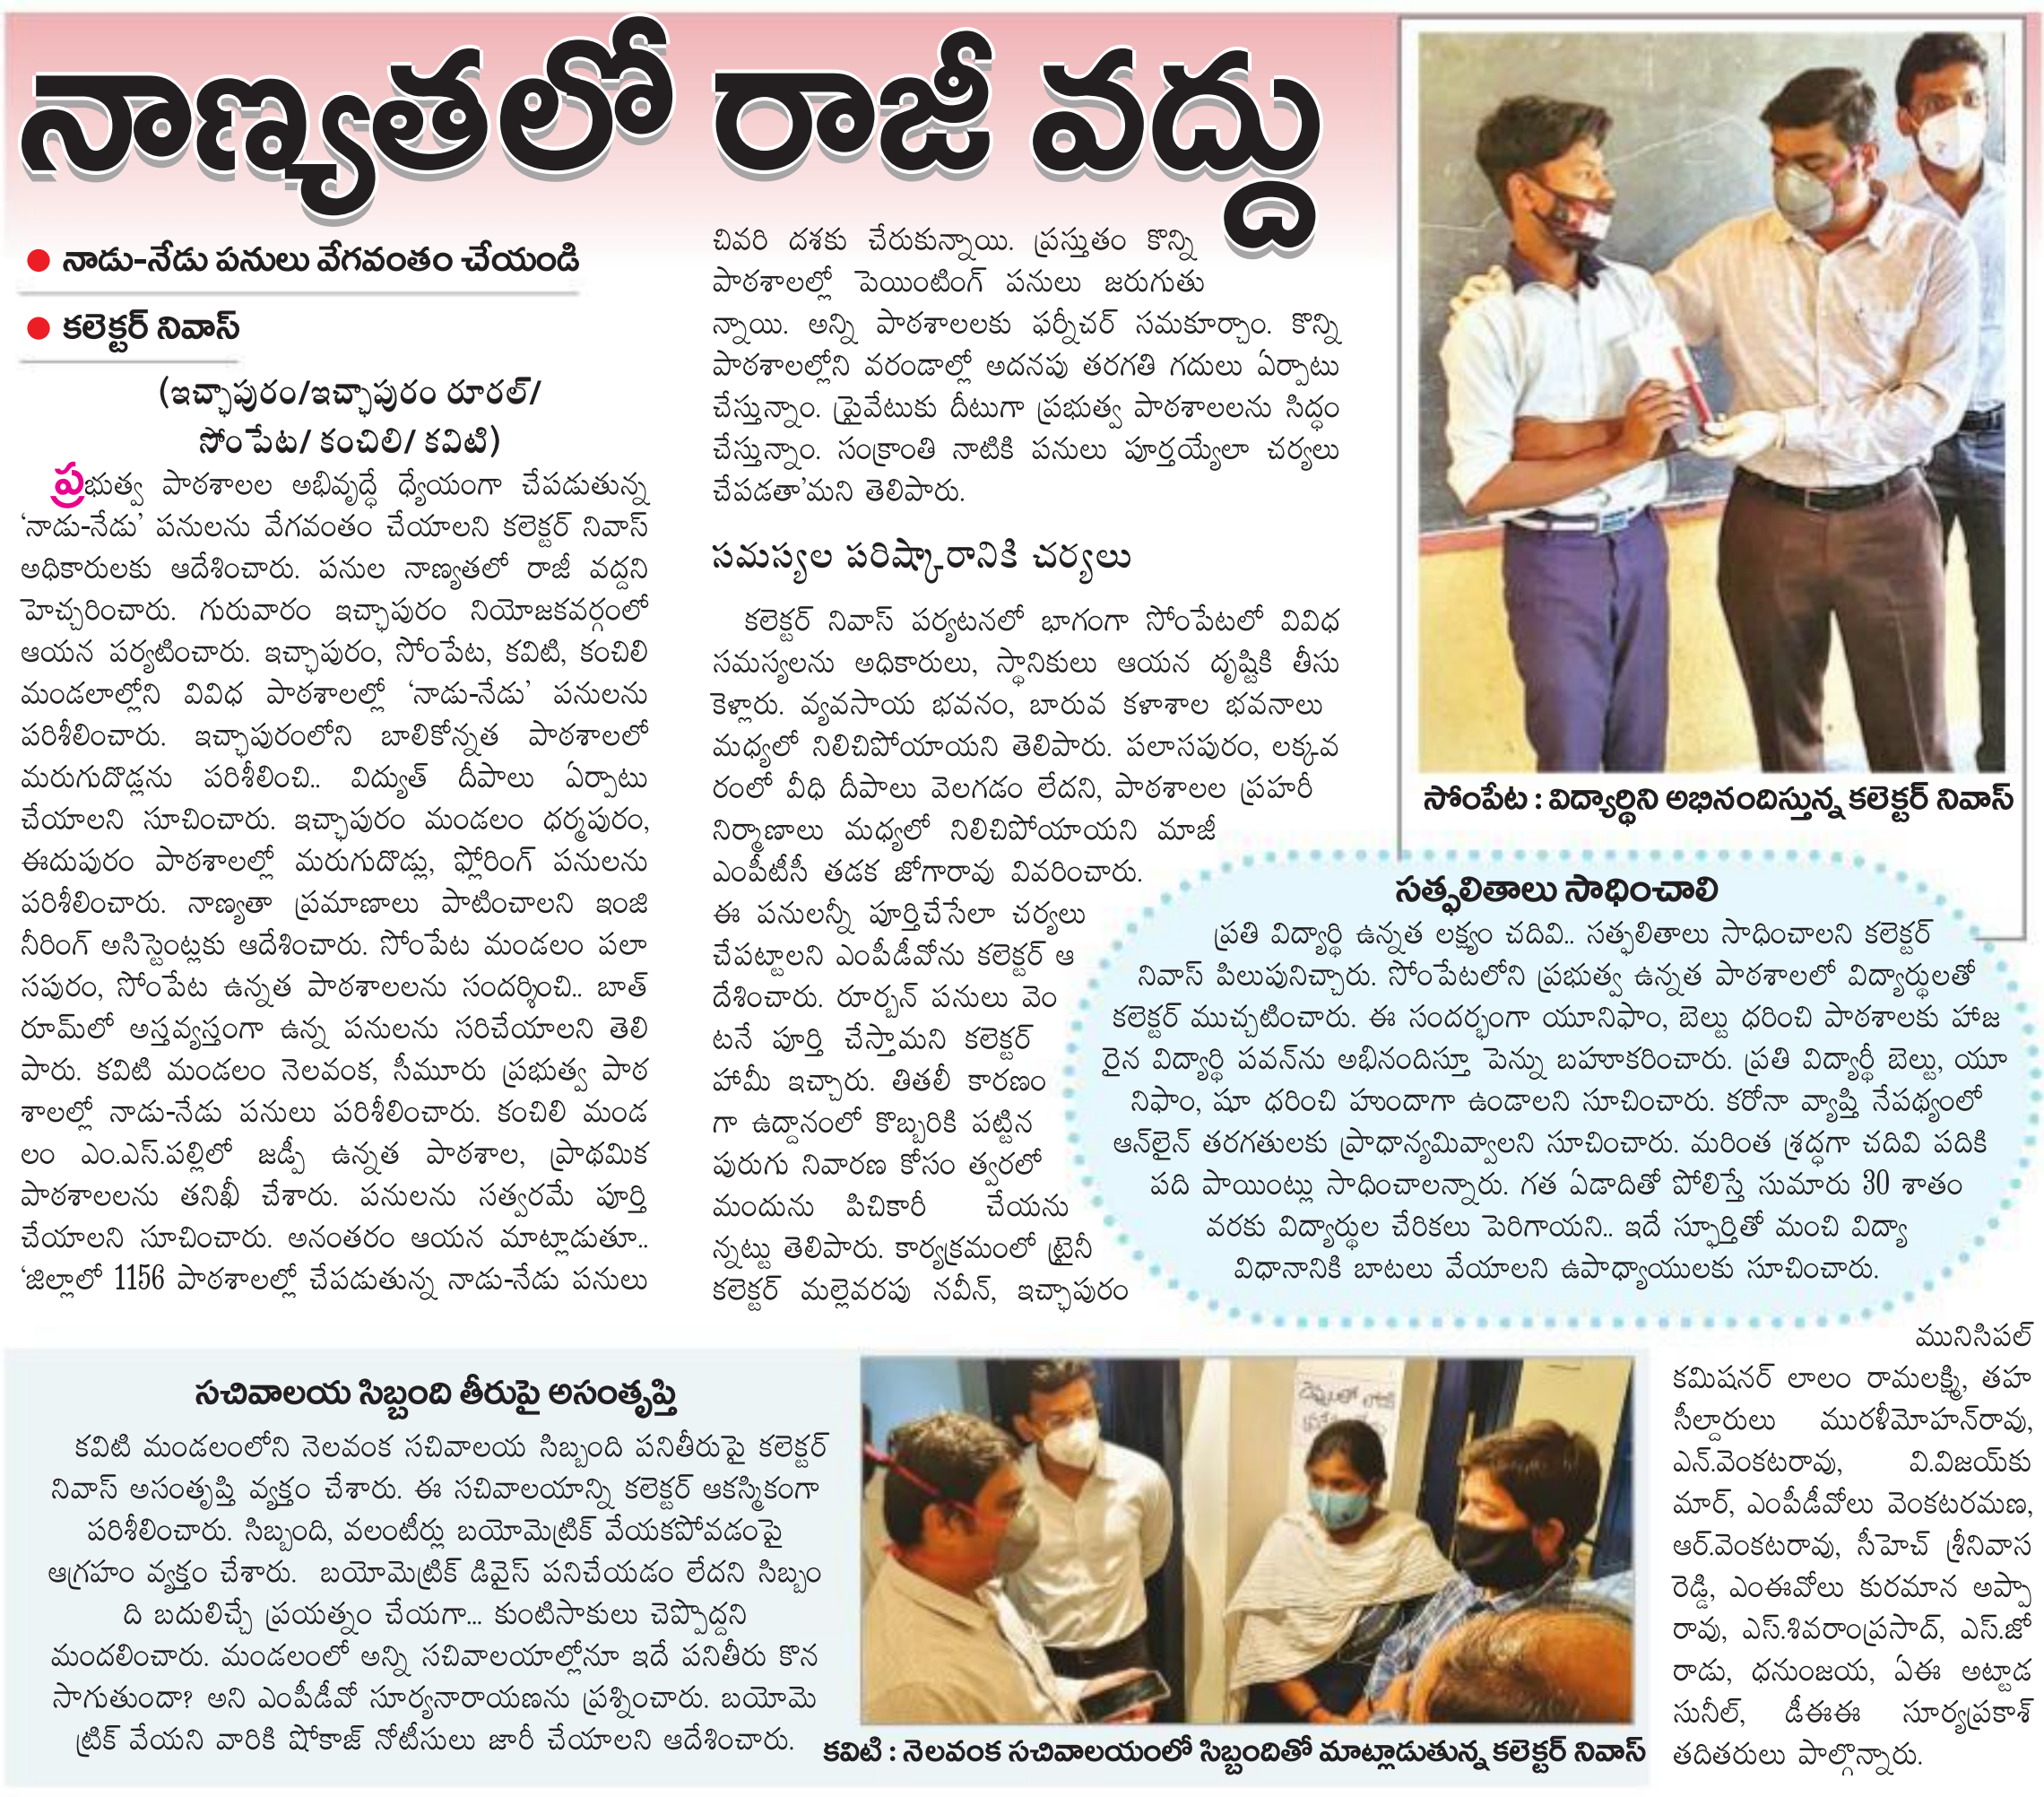 నాణ్యతలో రాజీ వద్దు
నాడు-నేడు పనులు వేగవంతం చేయండి
కలెక్టర్ నివాస్
(ఇచ్ఛాపురం/ఇచ్ఛాపురం రూరల్/
సోంపేట/ కంచిలి/ కవిటి)
ప్రభుత్వ పాఠశాలల అభివృద్ధే ధ్యేయంగా చేపడుతున్న
‘నాడు-నేడు’ పనులను వేగవంతం చేయాలని కలెక్టర్ నివాస్
అధికారులకు ఆదేశించారు. పనుల నాణ్యతలో రాజీ వద్దని
హెచ్చరించారు. గురువారం ఇచ్ఛాపురం నియోజకవర్గంలో
ఆయన పర్యటించారు. ఇచ్ఛాపురం, సోంపేట, కవిటి, కంచిలి
మండలాల్లోని వివిధ పాఠశాలల్లో ‘నాడు-నేడు’ పనులను
పరిశీలించారు. ఇచ్ఛాపురంలోని బాలికోన్నత పాఠశాలలో
మరుగుదొడ్లను పరిశీలించి.. విద్యుత్ దీపాలు ఏర్పాటు
చేయాలని సూచించారు. ఇచ్ఛాపురం మండలం ధర్మపురం,
ఈదుపురం పాఠశాలల్లో మరుగుదొడ్లు, ఫ్లోరింగ్ పనులను
పరిశీలించారు. నాణ్యతా ప్రమాణాలు పాటించాలని ఇంజి
నీరింగ్ అసిస్టెంట్లకు ఆదేశించారు. సోంపేట మండలం పలా
సపురం, సోంపేట ఉన్నత పాఠశాలలను సందర్శించి.. బాత్
రూమ్‌లో అస్తవ్యస్తంగా ఉన్న పనులను సరిచేయాలని తెలి
పారు. కవిటి మండలం నెలవంక, సీమూరు ప్రభుత్వ పాఠ
శాలల్లో నాడు-నేడు పనులు పరిశీలించారు. కంచిలి మండ
లం ఎం.ఎస్.పల్లిలో జడ్పీ ఉన్నత పాఠశాల, ప్రాథమిక
పాఠశాలలను తనిఖీ చేశారు. పనులను సత్వరమే పూర్తి
చేయాలని సూచించారు. అనంతరం ఆయన మాట్లాడుతూ..
‘జిల్లాలో 1156 పాఠశాలల్లో చేపడుతున్న నాడు-నేడు పనులు
చివరి దశకు చేరుకున్నాయి. ప్రస్తుతం కొన్ని
పాఠశాలల్లో పెయింటింగ్ పనులు జరుగుతు
న్నాయి. అన్ని పాఠశాలలకు ఫర్నీచర్ సమకూర్చాం. కొన్ని
పాఠశాలల్లోని వరండాల్లో అదనపు తరగతి గదులు ఏర్పాటు
చేస్తున్నాం. ప్రైవేటుకు దీటుగా ప్రభుత్వ పాఠశాలలను సిద్ధం
చేస్తున్నాం. సంక్రాంతి నాటికి పనులు పూర్తయ్యేలా చర్యలు
చేపడతా’మని తెలిపారు.
సమస్యల పరిష్కారానికి చర్యలు
కలెక్టర్ నివాస్ పర్యటనలో భాగంగా సోంపేటలో వివిధ
సమస్యలను అధికారులు, స్థానికులు ఆయన దృష్టికి తీసు
కెళ్లారు. వ్యవసాయ భవనం, బారువ కళాశాల భవనాలు
మధ్యలో నిలిచిపోయాయని తెలిపారు. పలాసపురం, లక్కవ
రంలో వీధి దీపాలు వెలగడం లేదని, పాఠశాలల ప్రహరీ
నిర్మాణాలు మధ్యలో నిలిచిపోయాయని మాజీ
ఎంపీటీసీ తడక జోగారావు వివరించారు.
ఈ పనులన్నీ పూర్తిచేసేలా చర్యలు
చేపట్టాలని ఎంపీడీవోను కలెక్టర్ ఆ
దేశించారు. రూర్బన్ పనులు వెం
టనే పూర్తి చేస్తామని కలెక్టర్
హామీ ఇచ్చారు. తితలీ కారణం
గా ఉద్దానంలో కొబ్బరికి పట్టిన
పురుగు నివారణ కోసం త్వరలో
మందును పిచికారీ చేయను
న్నట్టు తెలిపారు. కార్యక్రమంలో ట్రైనీ
కలెక్టర్ మల్లెవరపు నవీన్, ఇచ్ఛాపురం
మునిసిపల్
కమిషనర్ లాలం రామలక్ష్మి, తహ
సీల్దారులు మురళీమోహన్‌రావు,
ఎన్.వెంకటరావు, వి.విజయ్‌కు
మార్, ఎంపీడీవోలు వెంకటరమణ,
ఆర్.వెంకటరావు, సీహెచ్ శ్రీనివాస
రెడ్డి, ఎంఈవోలు కురమాన అప్పా
రావు, ఎస్.శివరాంప్రసాద్, ఎస్.జో
రాడు, ధనుంజయ, ఏఈ అట్టాడ
సునీల్, డీఈఈ సూర్యప్రకాశ్
తదితరులు పాల్గొన్నారు.
సోంపేట : విద్యార్థిని అభినందిస్తున్న కలెక్టర్ నివాస్
సత్ఫలితాలు సాధించాలి
ప్రతి విద్యార్థి ఉన్నత లక్ష్యం చదివి.. సత్ఫలితాలు సాధించాలని కలెక్టర్
నివాస్ పిలుపునిచ్చారు. సోంపేటలోని ప్రభుత్వ ఉన్నత పాఠశాలలో విద్యార్థులతో
కలెక్టర్ ముచ్చటించారు. ఈ సందర్భంగా యూనిఫాం, బెల్టు ధరించి పాఠశాలకు హాజ
రైన విద్యార్థి పవన్‌ను అభినందిస్తూ పెన్ను బహూకరించారు. ప్రతి విద్యార్థీ బెల్టు, యూ
నిఫాం, షూ ధరించి హుందాగా ఉండాలని సూచించారు. కరోనా వ్యాప్తి నేపథ్యంలో
ఆన్‌లైన్ తరగతులకు ప్రాధాన్యమివ్వాలని సూచించారు. మరింత శ్రద్ధగా చదివి పదికి
పది పాయింట్లు సాధించాలన్నారు. గత ఏడాదితో పోలిస్తే సుమారు 30 శాతం
వరకు విద్యార్థుల చేరికలు పెరిగాయని.. ఇదే స్ఫూర్తితో మంచి విద్యా
విధానానికి బాటలు వేయాలని ఉపాధ్యాయులకు సూచించారు.
సచివాలయ సిబ్బంది తీరుపై అసంతృప్తి
కవిటి మండలంలోని నెలవంక సచివాలయ సిబ్బంది పనితీరుపై కలెక్టర్
నివాస్ అసంతృప్తి వ్యక్తం చేశారు. ఈ సచివాలయాన్ని కలెక్టర్ ఆకస్మికంగా
పరిశీలించారు. సిబ్బంది, వలంటీర్లు బయోమెట్రిక్ వేయకపోవడంపై
ఆగ్రహం వ్యక్తం చేశారు. బయోమెట్రిక్ డివైస్ పనిచేయడం లేదని సిబ్బం
ది బదులిచ్చే ప్రయత్నం చేయగా... కుంటిసాకులు చెప్పొద్దని
మందలించారు. మండలంలో అన్ని సచివాలయాల్లోనూ ఇదే పనితీరు కొన
సాగుతుందా? అని ఎంపీడీవో సూర్యనారాయణను ప్రశ్నించారు. బయోమె
ట్రిక్ వేయని వారికి షోకాజ్ నోటీసులు జారీ చేయాలని ఆదేశించారు.
కవిటి : నెలవంక సచివాలయంలో సిబ్బందితో మాట్లాడుతున్న కలెక్టర్ నివాస్